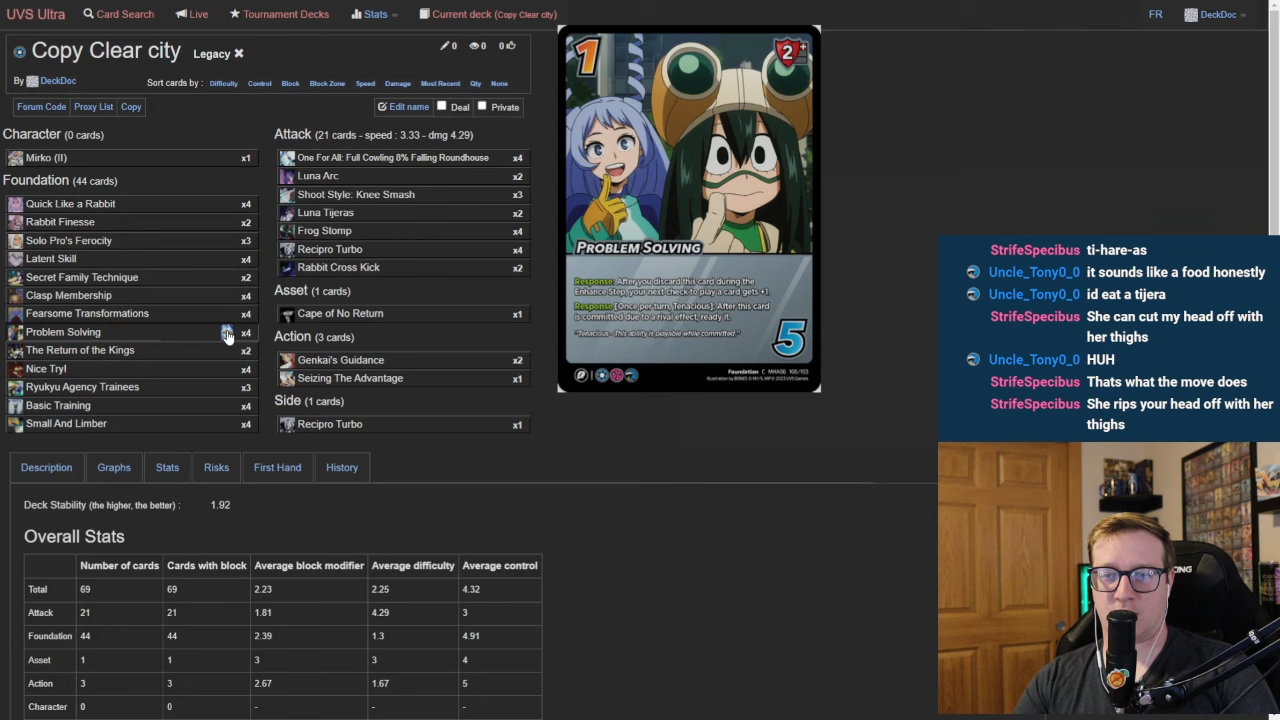 UVS Ultra
Card Search
Live
Tournament Decks
Stats
Current deck (Copy Clear city)
FR
DeckDoc
Copy Clear city
Legacy
0
0
0
By DeckDoc
Sort cards by : Difficulty Control Block Block Zone Speed Damage Most Recent Qty None
Forum Code
Proxy List
Copy
Edit name
Deal
Private
Character (0 cards)
Mirko (II) x1
Foundation (44 cards)
Quick Like a Rabbit x4
Rabbit Finesse x2
Solo Pro's Ferocity x3
Latent Skill x4
Secret Family Technique x2
Clasp Membership x4
Supreme Transformations x4
Problem Solving x4
The Return of the Kings x2
Nice Try! x4
Ryukyu Agency Trainees x3
Basic Training x4
Small And Limber x4
Attack (21 cards - speed : 3.33 - dmg 4.29)
One For All: Full Cowling 8% Falling Roundhouse x4
Luna Arc x2
Shoot Style: Knee Smash x3
Luna Tijeras x2
Frog Stomp x4
Recipro Turbo x4
Rabbit Cross Kick x2
Asset (1 cards)
Cape of No Return x1
Action (3 cards)
Genkai's Guidance x2
Seizing The Advantage x1
Side (1 cards)
Recipro Turbo x1
1
2
+
PROBLEM SOLVING
Response: After you discard this card during the
Enhance Step, your next check to play a card gets +1.
Response [Once per turn, Tenacious]: After this card
is committed due to a rival effect, ready it.
"Tenacious—This ability is playable while committed."
5
Foundation | C MHA06 106/153
StrifeSpecibus ti-hare-as
Uncle_Tony0_0 it sounds like a food honestly
Uncle_Tony0_0 id eat a tijera
StrifeSpecibus She can cut my head off with
her thighs
Uncle_Tony0_0 HUH
StrifeSpecibus Thats what the move does
StrifeSpecibus She rips your head off with her
thighs
Description
Graphs
Stats
Risks
First Hand
History
Deck Stability (the higher, the better) : 1.92
Overall Stats
Number of cards Cards with block Average block modifier Average difficulty Average control
Total 69 69 2.23 2.25 4.32
Attack 21 21 1.81 4.29 3
Foundation 44 44 2.39 1.3 4.91
Asset 1 1 3 3 4
Action 3 3 2.67 1.67 5
Character 0 0 - - -